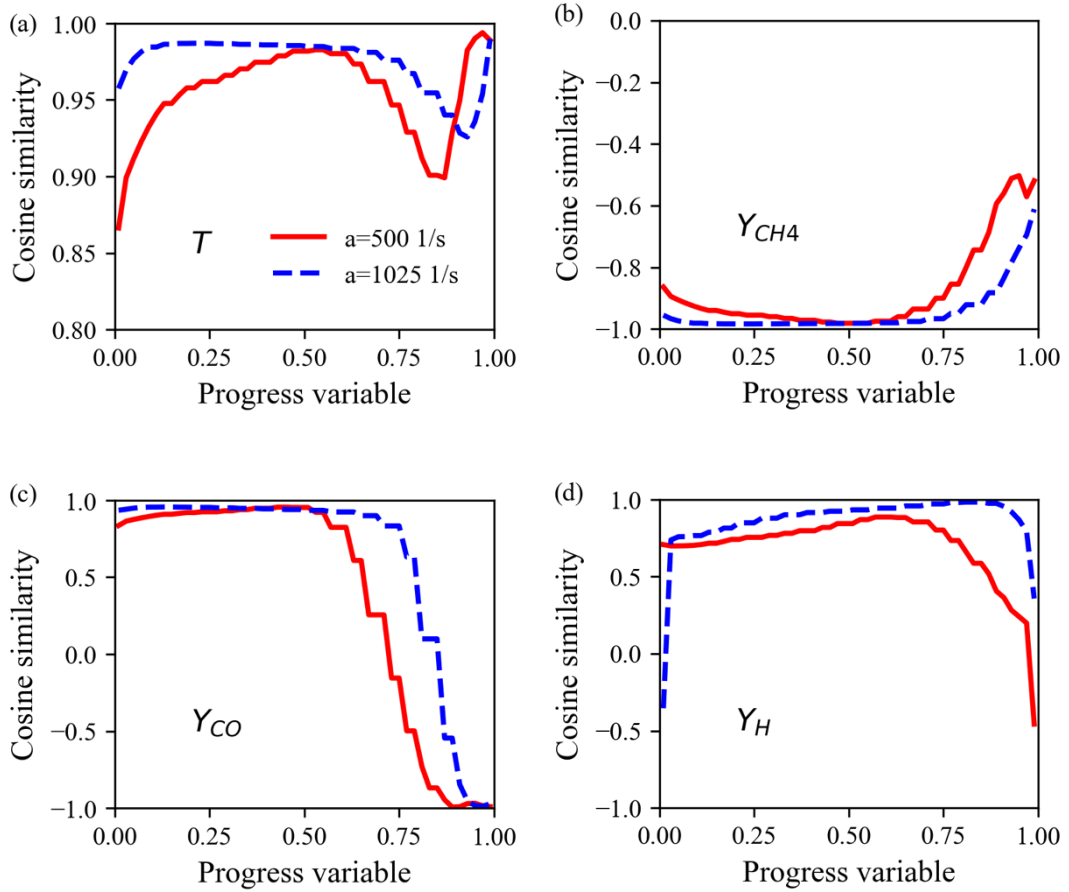 (a)
Cosine similarity
1.00
0.95
0.90
0.85
0.80
T
a=500 1/s
a=1025 1/s
0.00 0.25 0.50 0.75 1.00
Progress variable
(b)
Cosine similarity
0.0
−0.2
−0.4
−0.6
−0.8
−1.0
Y_{CH4}
0.00 0.25 0.50 0.75 1.00
Progress variable
(c)
Cosine similarity
1.0
0.5
0.0
−0.5
−1.0
Y_{CO}
0.00 0.25 0.50 0.75 1.00
Progress variable
(d)
Cosine similarity
1.0
0.5
0.0
−0.5
−1.0
Y_{H}
0.00 0.25 0.50 0.75 1.00
Progress variable